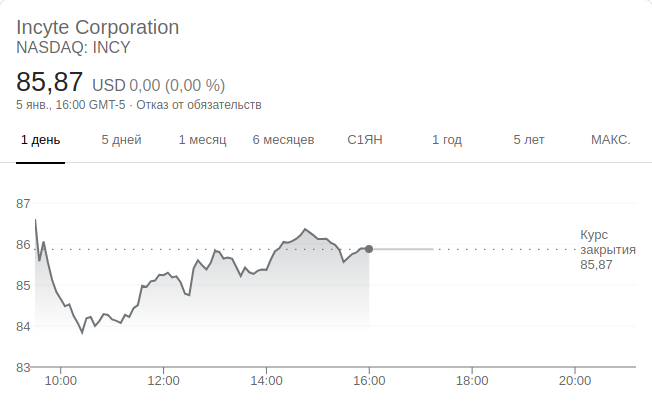 Incyte Corporation
NASDAQ: INCY
85,87 USD 0,00 (0,00 %)
5 янв., 16:00 GMT-5 · Отказ от обязательств
1 день 5 дней 1 месяц 6 месяцев С1ЯН 1 год 5 лет МАКС.
87
86
85
84
83
Курс
закрытия
85,87
10:00 12:00 14:00 16:00 18:00 20:00